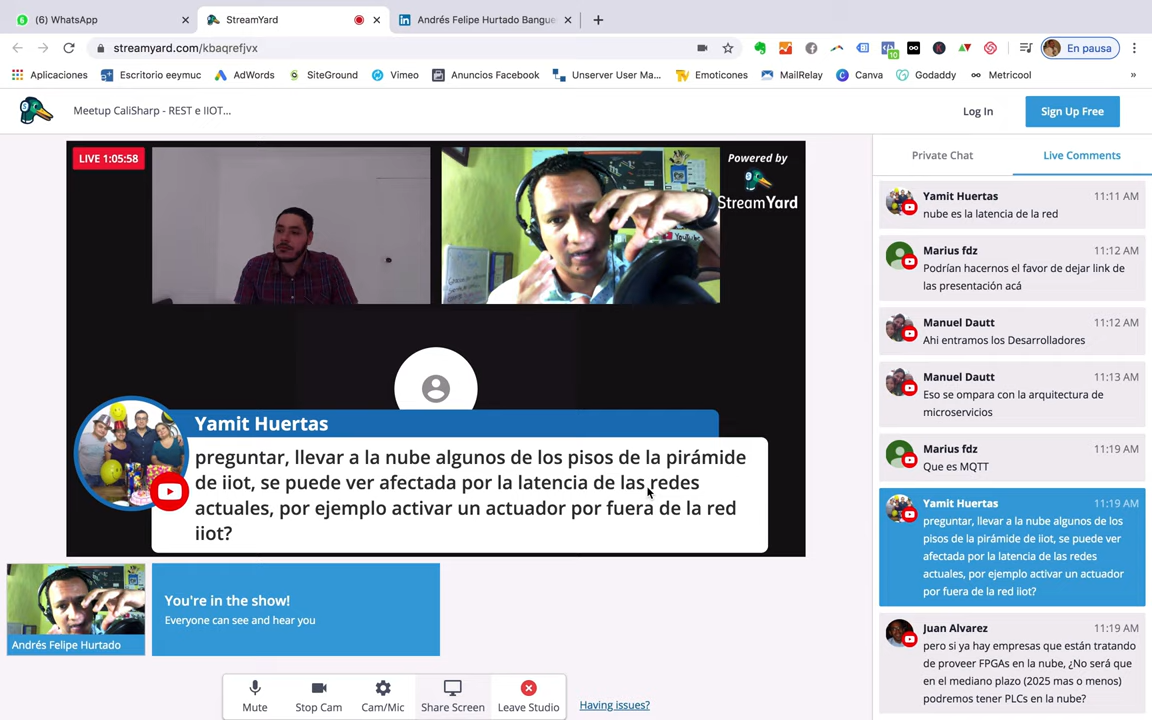 (6) WhatsApp
StreamYard
Andrés Felipe Hurtado Bangue
streamyard.com/kbaqrefjvx
10
En pausa
Aplicaciones
Escritorio eeymuc
AdWords
SiteGround
Vimeo
Anuncios Facebook
Unserver User Ma...
Emoticones
MailRelay
Canva
Godaddy
Metricool
»
Meetup CaliSharp - REST e IIOT...
Log In
Sign Up Free
LIVE 1:05:58
Powered by
StreamYard
Yamit Huertas
preguntar, llevar a la nube algunos de los pisos de la pirámide
de iiot, se puede ver afectada por la latencia de las redes
actuales, por ejemplo activar un actuador por fuera de la red
iiot?
Andrés Felipe Hurtado
You're in the show!
Everyone can see and hear you
Mute
Stop Cam
Cam/Mic
Share Screen
Leave Studio
Having issues?
Private Chat
Live Comments
Yamit Huertas 11:11 AM
nube es la latencia de la red
Marius fdz 11:12 AM
Podrían hacernos el favor de dejar link de
las presentación acá
Manuel Dautt 11:12 AM
Ahi entramos los Desarrolladores
Manuel Dautt 11:13 AM
Eso se ompara con la arquitectura de
microservicios
Marius fdz 11:19 AM
Que es MQTT
Yamit Huertas 11:19 AM
preguntar, llevar a la nube algunos de los
pisos de la pirámide de iiot, se puede ver
afectada por la latencia de las redes
actuales, por ejemplo activar un actuador
por fuera de la red iiot?
Juan Alvarez 11:19 AM
pero si ya hay empresas que están tratando
de proveer FPGAs en la nube, ¿No será que
en el mediano plazo (2025 mas o menos)
podremos tener PLCs en la nube?